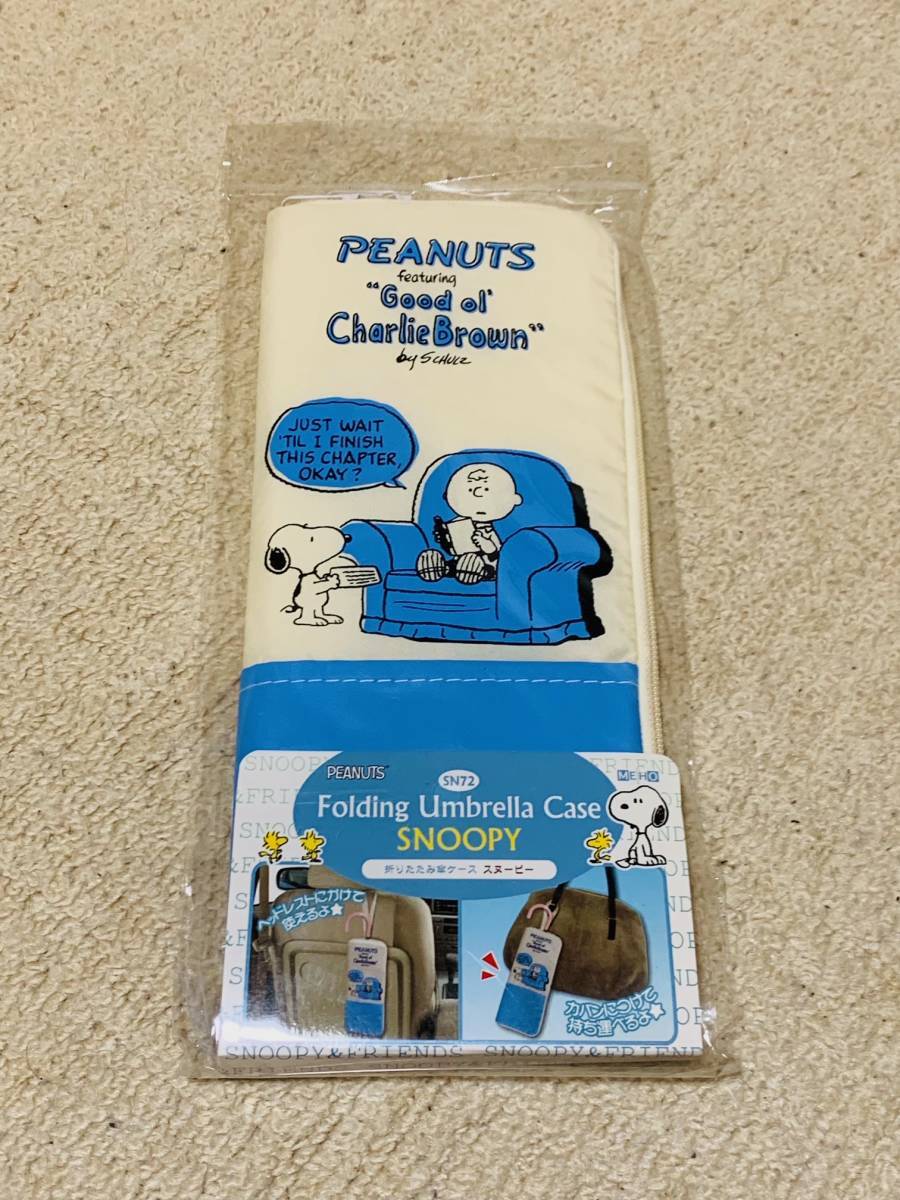 PEANUTS
featuring
"Good ol'
Charlie Brown"
by SCHULZ
JUST WAIT
'TIL I FINISH
THIS CHAPTER,
OKAY?
PEANUTS
SN72
MEHO
Folding Umbrella Case
SNOOPY
折りたたみ傘ケース スヌーピー
ヘッドレストにかけて
使えるよ★
カバンにつけて
持ち運べるよ★
PEANUTS
SNOOPY&FRIENDS SNOOPY&FRIEND